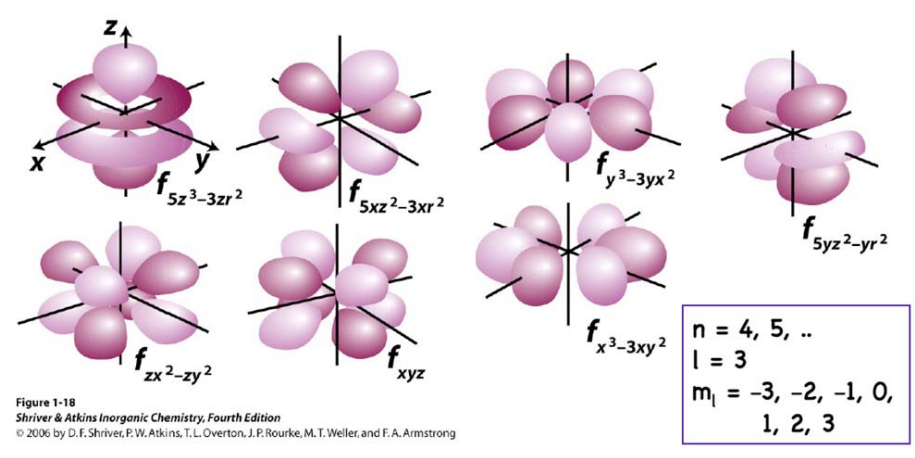 z
x
y
f5z³–3zr²
f5xz²–3xr²
fy³–3yx²
f5yz²–yr²
fzx²–zy²
fxyz
fx³–3xy²
n = 4, 5, ..
l = 3
mₗ = -3, -2, -1, 0,
1, 2, 3
Figure 1-18
Shriver & Atkins Inorganic Chemistry, Fourth Edition
© 2006 by D. F. Shriver, P. W. Atkins, T. L. Overton, J. P. Rourke, M. T. Weller, and F. A. Armstrong